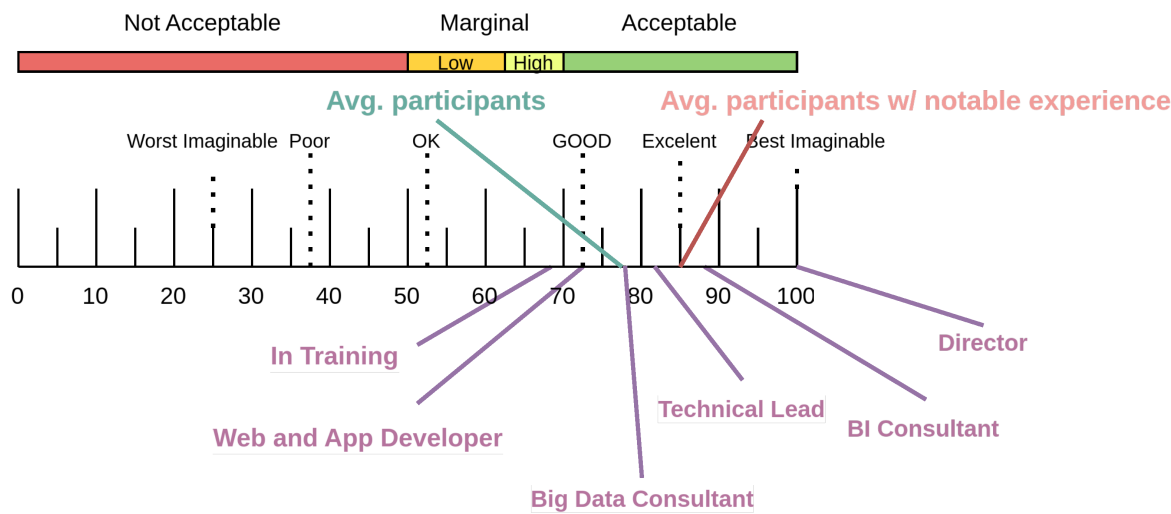 Not Acceptable Marginal Acceptable
Low High
Avg. participants Avg. participants w/ notable experience
Worst Imaginable Poor OK GOOD Excelent Best Imaginable
0 10 20 30 40 50 60 70 80 90 100
In Training
Director
Technical Lead
BI Consultant
Web and App Developer
Big Data Consultant